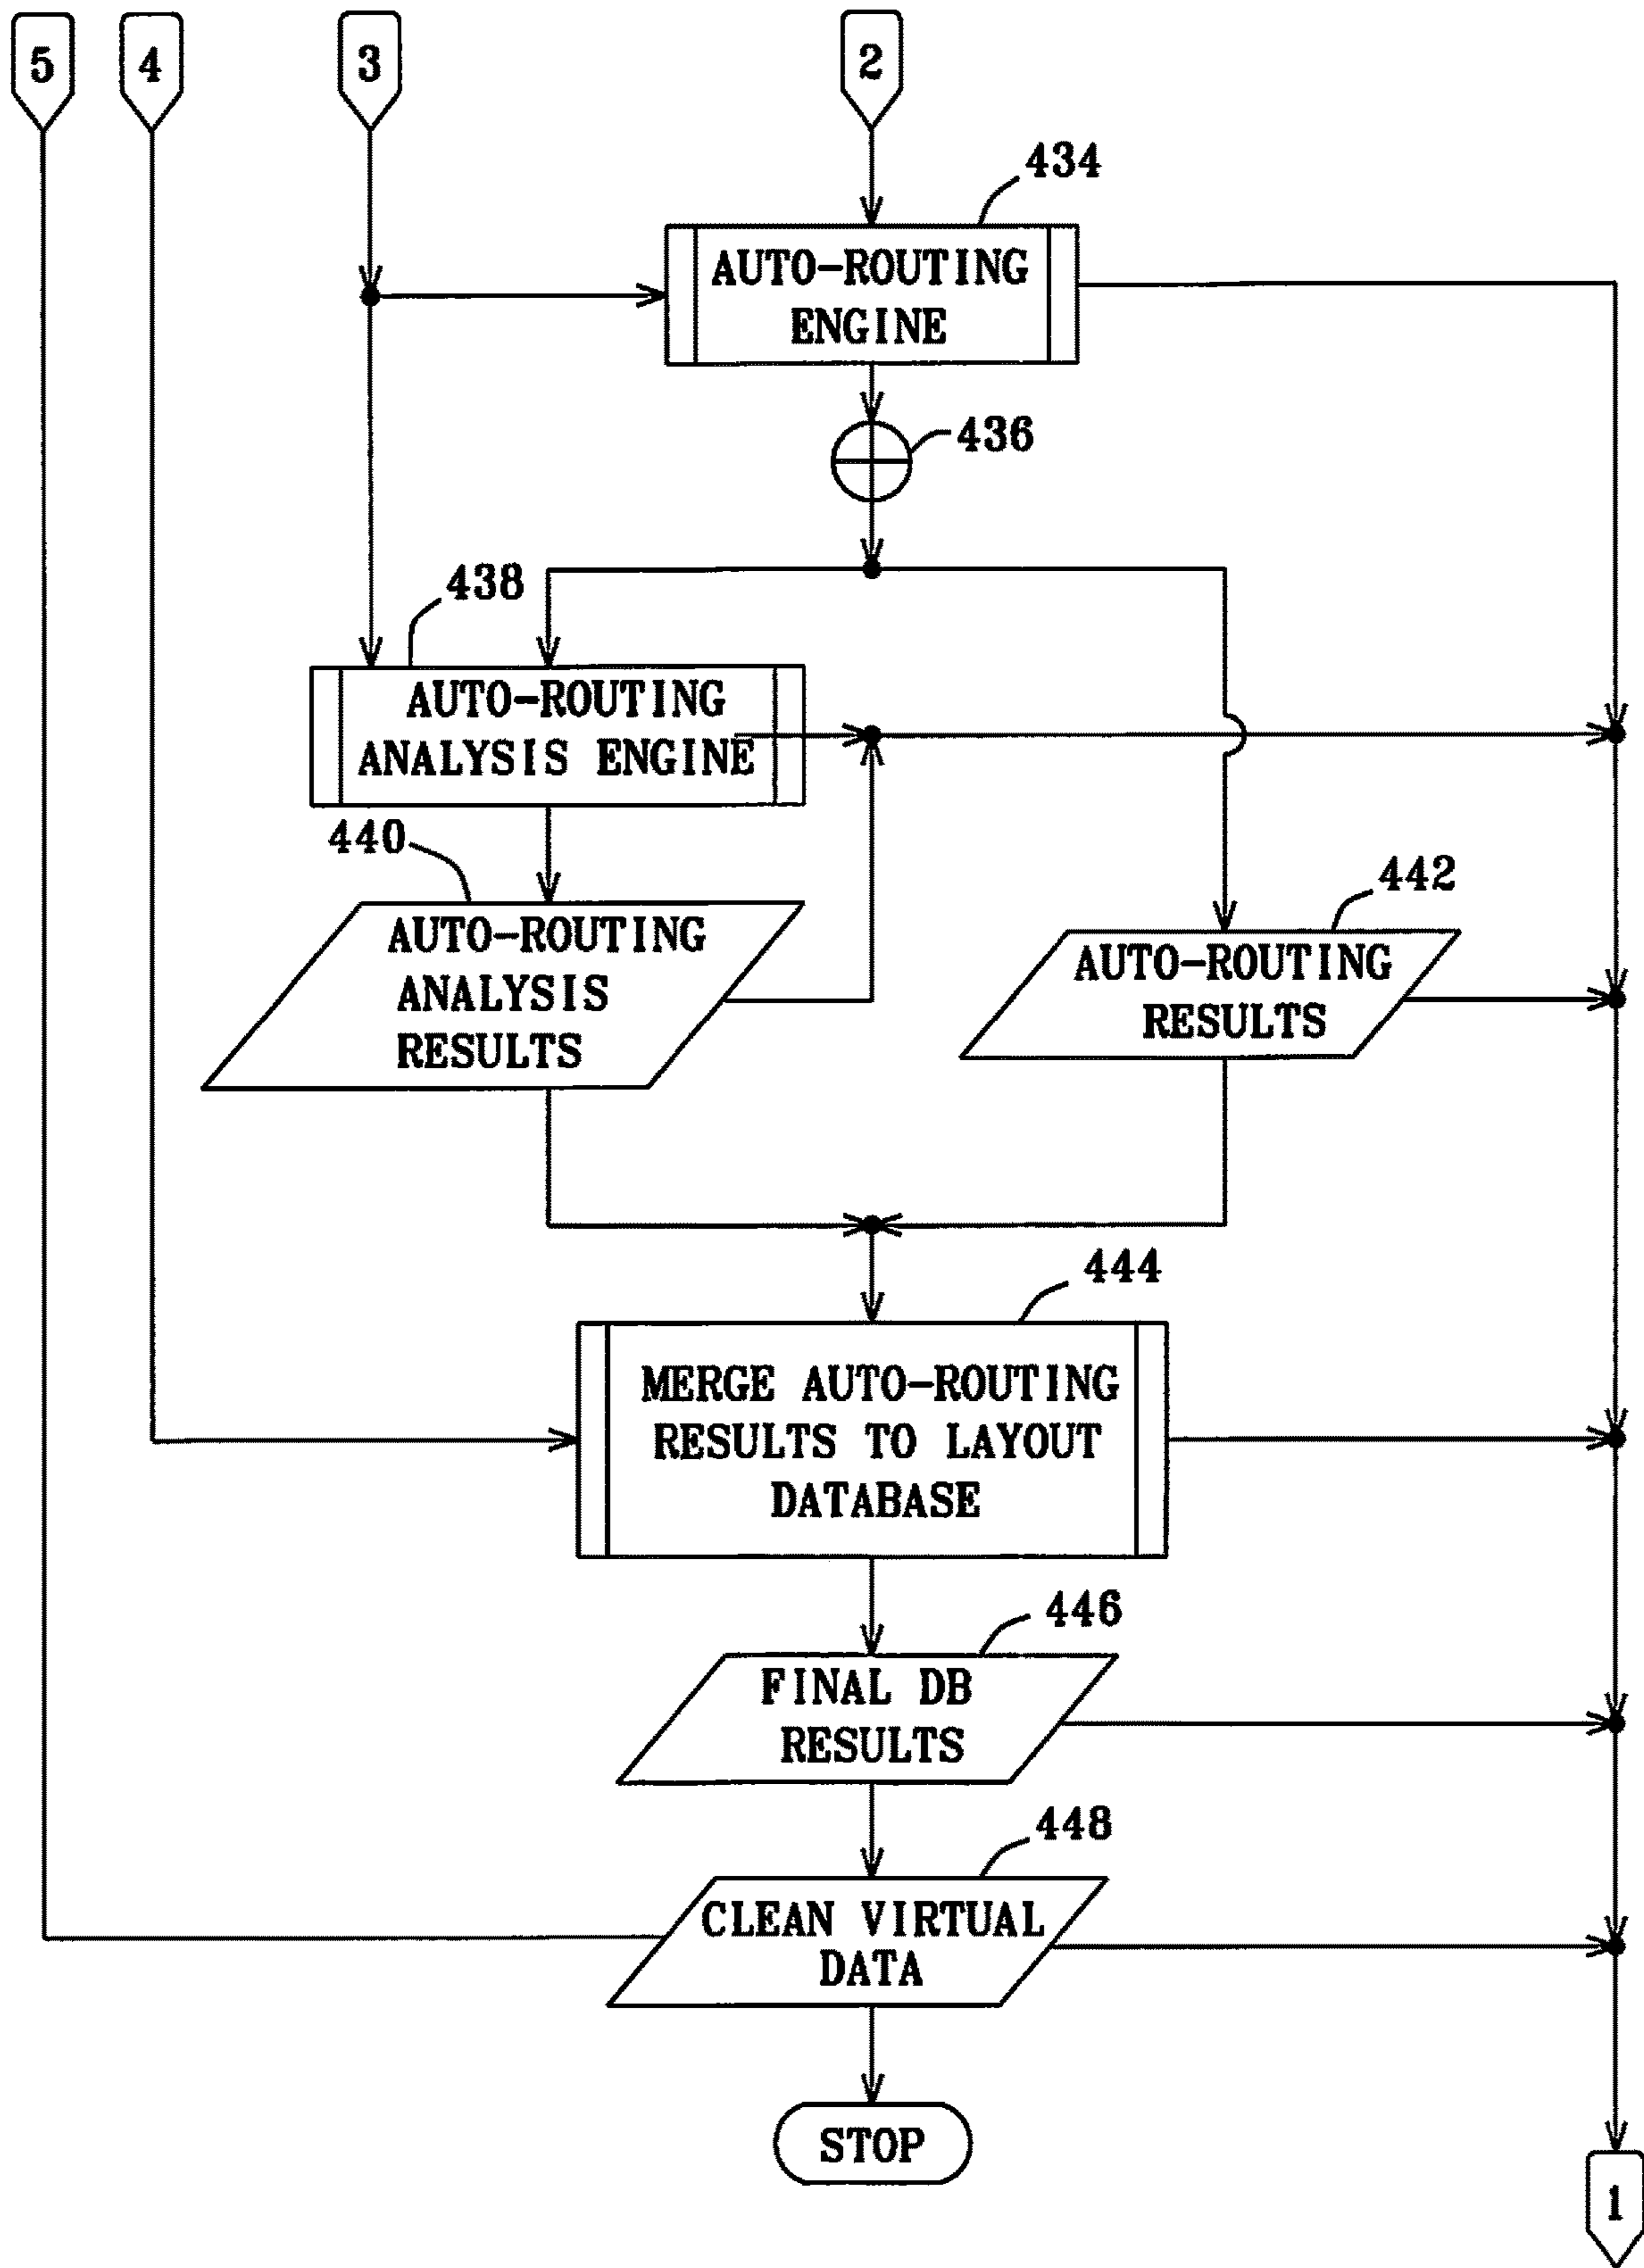 5
4
3
2
434
AUTO-ROUTING
ENGINE
436
438
AUTO-ROUTING
ANALYSIS ENGINE
440
AUTO-ROUTING
ANALYSIS
RESULTS
442
AUTO-ROUTING
RESULTS
444
MERGE AUTO-ROUTING
RESULTS TO LAYOUT
DATABASE
446
FINAL DB
RESULTS
448
CLEAN VIRTUAL
DATA
STOP
1